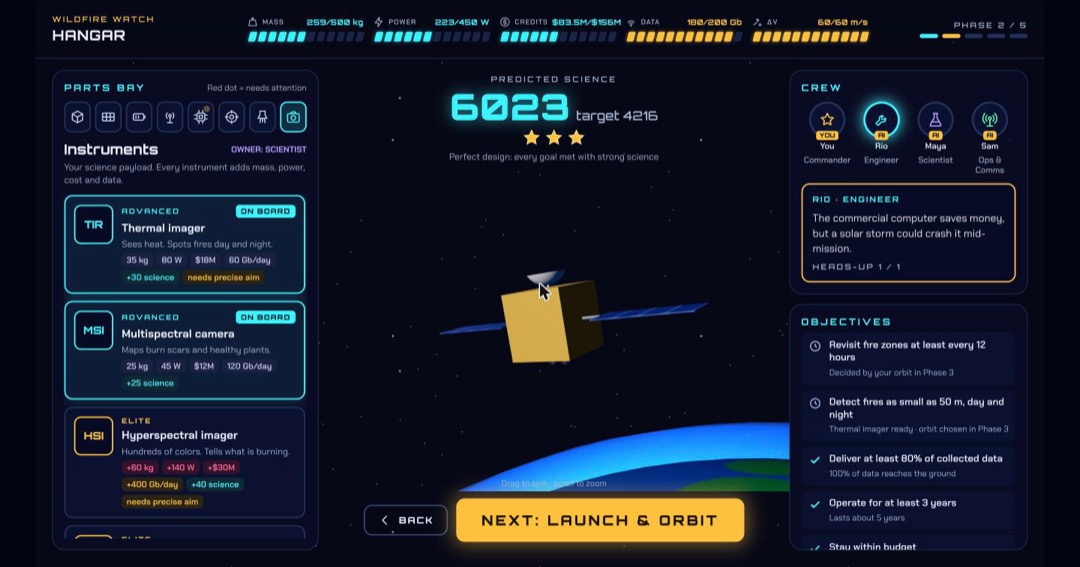 WILDFIRE WATCH
HANGAR
MASS 259/500 kg
POWER 223/450 W
CREDITS $83.5M/$156M
DATA 180/200 Gb
ΔV 60/60 m/s
PHASE 2 / 5
PARTS BAY
Red dot = needs attention
Instruments
OWNER: SCIENTIST
Your science payload. Every instrument adds mass, power,
cost and data.
TIR
ADVANCED
ON BOARD
Thermal imager
Sees heat. Spots fires day and night.
35 kg 80 W $18M 60 Gb/day
+30 science needs precise aim
MSI
ADVANCED
ON BOARD
Multispectral camera
Maps burn scars and healthy plants.
25 kg 45 W $12M 120 Gb/day
+25 science
HSI
ELITE
Hyperspectral imager
Hundreds of colors. Tells what is burning.
+60 kg +140 W +$30M
+400 Gb/day +40 science
needs precise aim
PREDICTED SCIENCE
6023 target 4216
Perfect design: every goal met with strong science
Drag to spin · scroll to zoom
BACK
NEXT: LAUNCH & ORBIT
CREW
YOU
You
Commander
AI
Rio
Engineer
AI
Maya
Scientist
AI
Sam
Ops &
Comms
RIO · ENGINEER
The commercial computer saves money,
but a solar storm could crash it mid-
mission.
HEADS-UP 1 / 1
OBJECTIVES
Revisit fire zones at least every 12
hours
Decided by your orbit in Phase 3
Detect fires as small as 50 m, day and
night
Thermal imager ready · orbit chosen in Phase 3
Deliver at least 80% of collected data
100% of data reaches the ground
Operate for at least 3 years
Lasts about 5 years
Stay within budget